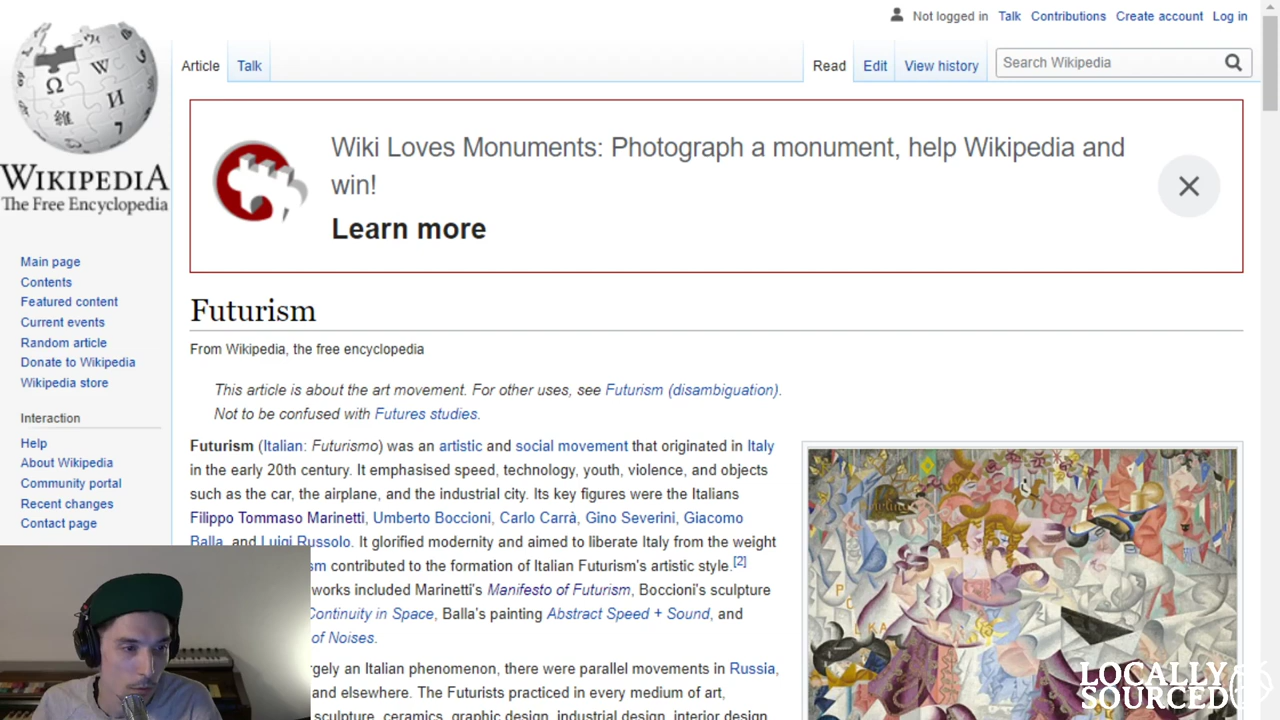 Not logged in Talk Contributions Create account Log in
Article Talk Read Edit View history Search Wikipedia
WIKIPEDIA
The Free Encyclopedia
Wiki Loves Monuments: Photograph a monument, help Wikipedia and
win!
Learn more
Main page
Contents
Featured content
Current events
Random article
Donate to Wikipedia
Wikipedia store
Interaction
Help
About Wikipedia
Community portal
Recent changes
Contact page
Futurism
From Wikipedia, the free encyclopedia
This article is about the art movement. For other uses, see Futurism (disambiguation).
Not to be confused with Futures studies.
Futurism (Italian: Futurismo) was an artistic and social movement that originated in Italy
in the early 20th century. It emphasised speed, technology, youth, violence, and objects
such as the car, the airplane, and the industrial city. Its key figures were the Italians
Filippo Tommaso Marinetti, Umberto Boccioni, Carlo Carrà, Gino Severini, Giacomo
Balla, and Luigi Russolo. It glorified modernity and aimed to liberate Italy from the weight
contributed to the formation of Italian Futurism's artistic style.[2]
works included Marinetti's Manifesto of Futurism, Boccioni's sculpture
Continuity in Space, Balla's painting Abstract Speed + Sound, and
of Noises.
an Italian phenomenon, there were parallel movements in Russia,
and elsewhere. The Futurists practiced in every medium of art,
sculpture, ceramics, graphic design, industrial design, interior design,
LOCALLY
SOURCED